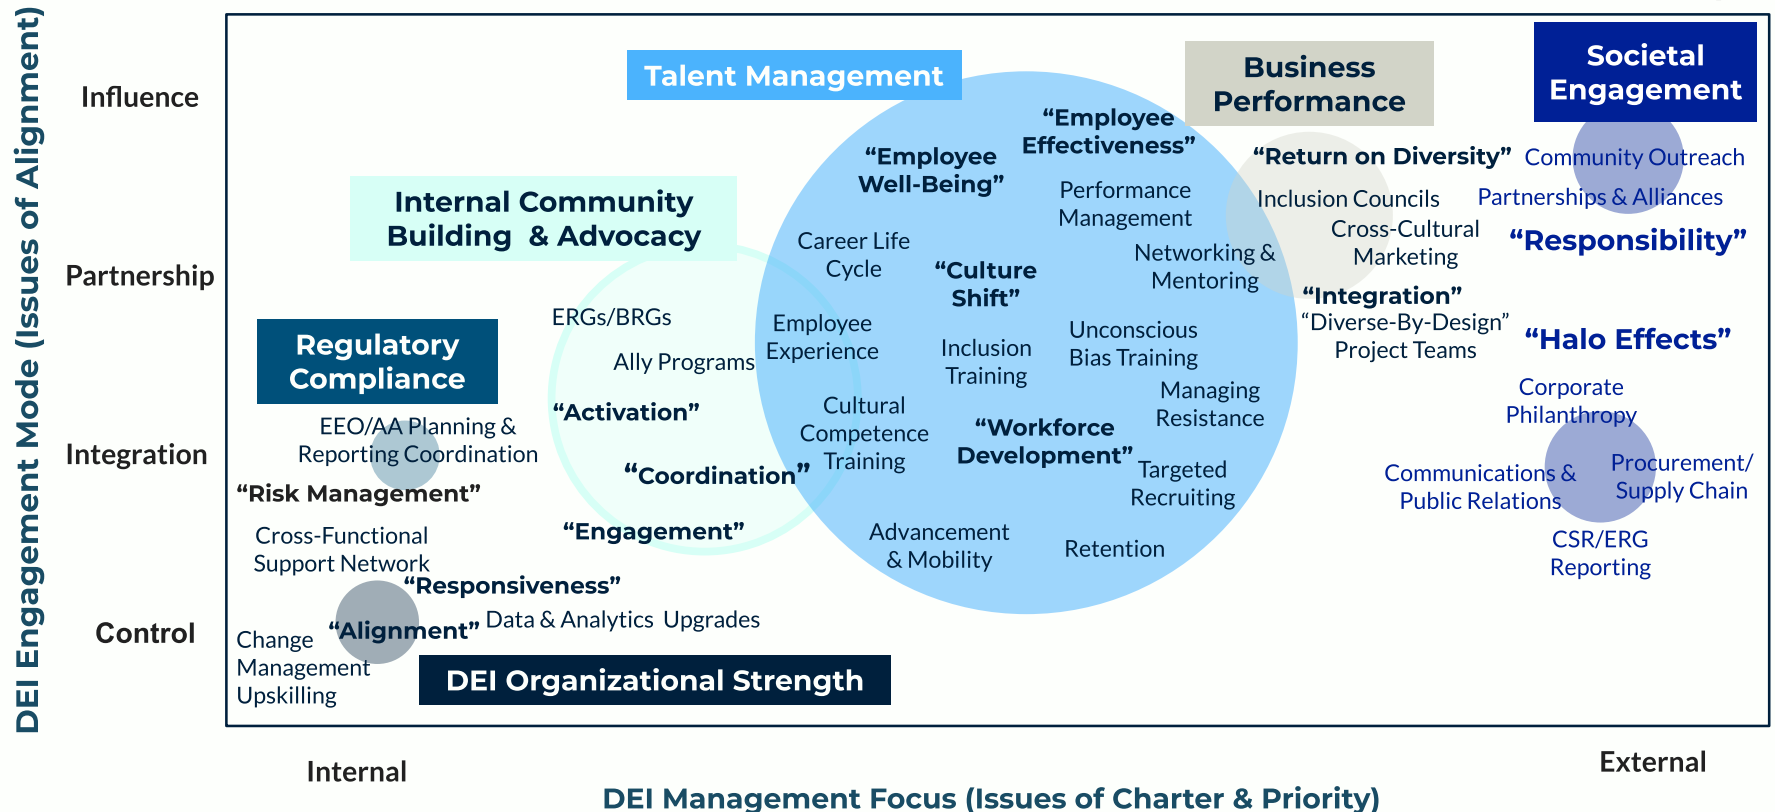 DEI Engagement Mode (Issues of Alignment)
Influence
Partnership
Integration
Control
Talent Management
Business
Performance
Societal
Engagement
Internal Community
Building & Advocacy
Regulatory
Compliance
EEO/AA Planning &
Reporting Coordination
“Risk Management”
Cross-Functional
Support Network
“Responsiveness”
“Alignment”
Data & Analytics Upgrades
Change
Management
Upskilling
DEI Organizational Strength
ERGs/BRGs
Ally Programs
“Activation”
“Coordination”
“Engagement”
“Employee
Well-Being”
“Employee
Effectiveness”
Performance
Management
Career Life
Cycle
“Culture
Shift”
Networking &
Mentoring
Employee
Experience
Inclusion
Training
Unconscious
Bias Training
Managing
Resistance
Cultural
Competence
Training
“Workforce
Development”
Targeted
Recruiting
Advancement
& Mobility
Retention
“Return on Diversity”
Inclusion Councils
Cross-Cultural
Marketing
“Integration”
“Diverse-By-Design”
Project Teams
Community Outreach
Partnerships & Alliances
“Responsibility”
“Halo Effects”
Corporate
Philanthropy
Communications &
Public Relations
Procurement/
Supply Chain
CSR/ERG
Reporting
Internal
External
DEI Management Focus (Issues of Charter & Priority)